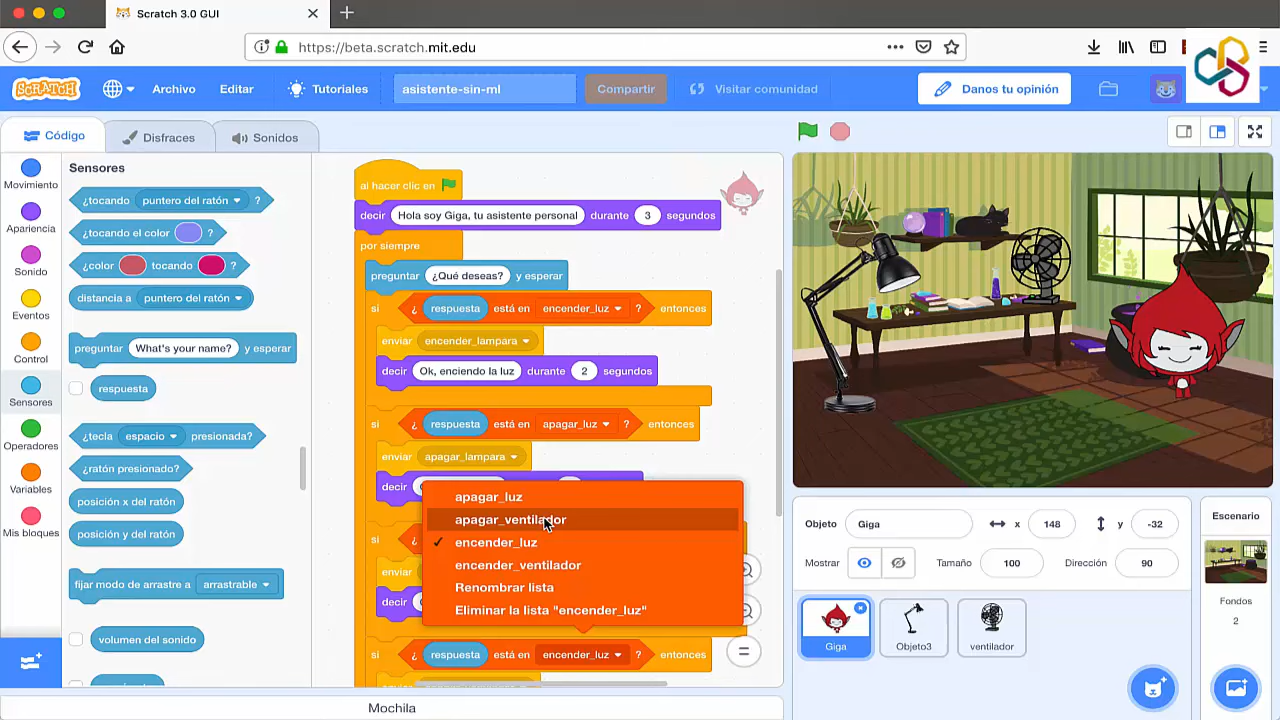 Scratch 3.0 GUI
https://beta.scratch.mit.edu
SCRATCH
Archivo
Editar
Tutoriales
asistente-sin-ml
Compartir
Visitar comunidad
Danos tu opinión
Código
Disfraces
Sonidos
Movimiento
Apariencia
Sonido
Eventos
Control
Sensores
Operadores
Variables
Mis bloques
Sensores
¿tocando puntero del ratón ?
¿tocando el color ?
¿color tocando ?
distancia a puntero del ratón
preguntar What's your name? y esperar
respuesta
¿tecla espacio presionada?
¿ratón presionado?
posición x del ratón
posición y del ratón
fijar modo de arrastre a arrastrable
volumen del sonido
al hacer clic en
decir Hola soy Giga, tu asistente personal durante 3 segundos
por siempre
preguntar ¿Qué deseas? y esperar
si ¿ respuesta está en encender_luz ? entonces
enviar encender_lampara
decir Ok, enciendo la luz durante 2 segundos
si ¿ respuesta está en apagar_luz ? entonces
enviar apagar_lampara
decir
si ¿
enviar
decir
apagar_luz
apagar_ventilador
✓ encender_luz
encender_ventilador
Renombrar lista
Eliminar la lista "encender_luz"
si ¿ respuesta está en encender_luz ? entonces
Objeto Giga x 148 y -32
Mostrar Tamaño 100 Dirección 90
Giga
Objeto3
ventilador
Escenario
Fondos
2
Mochila